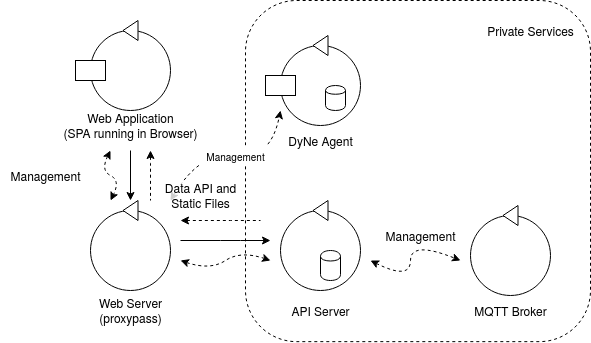 Private Services
Web Application
(SPA running in Browser)
DyNe Agent
Management
Management
Data API and
Static Files
Management
Web Server
(proxypass)
API Server
MQTT Broker